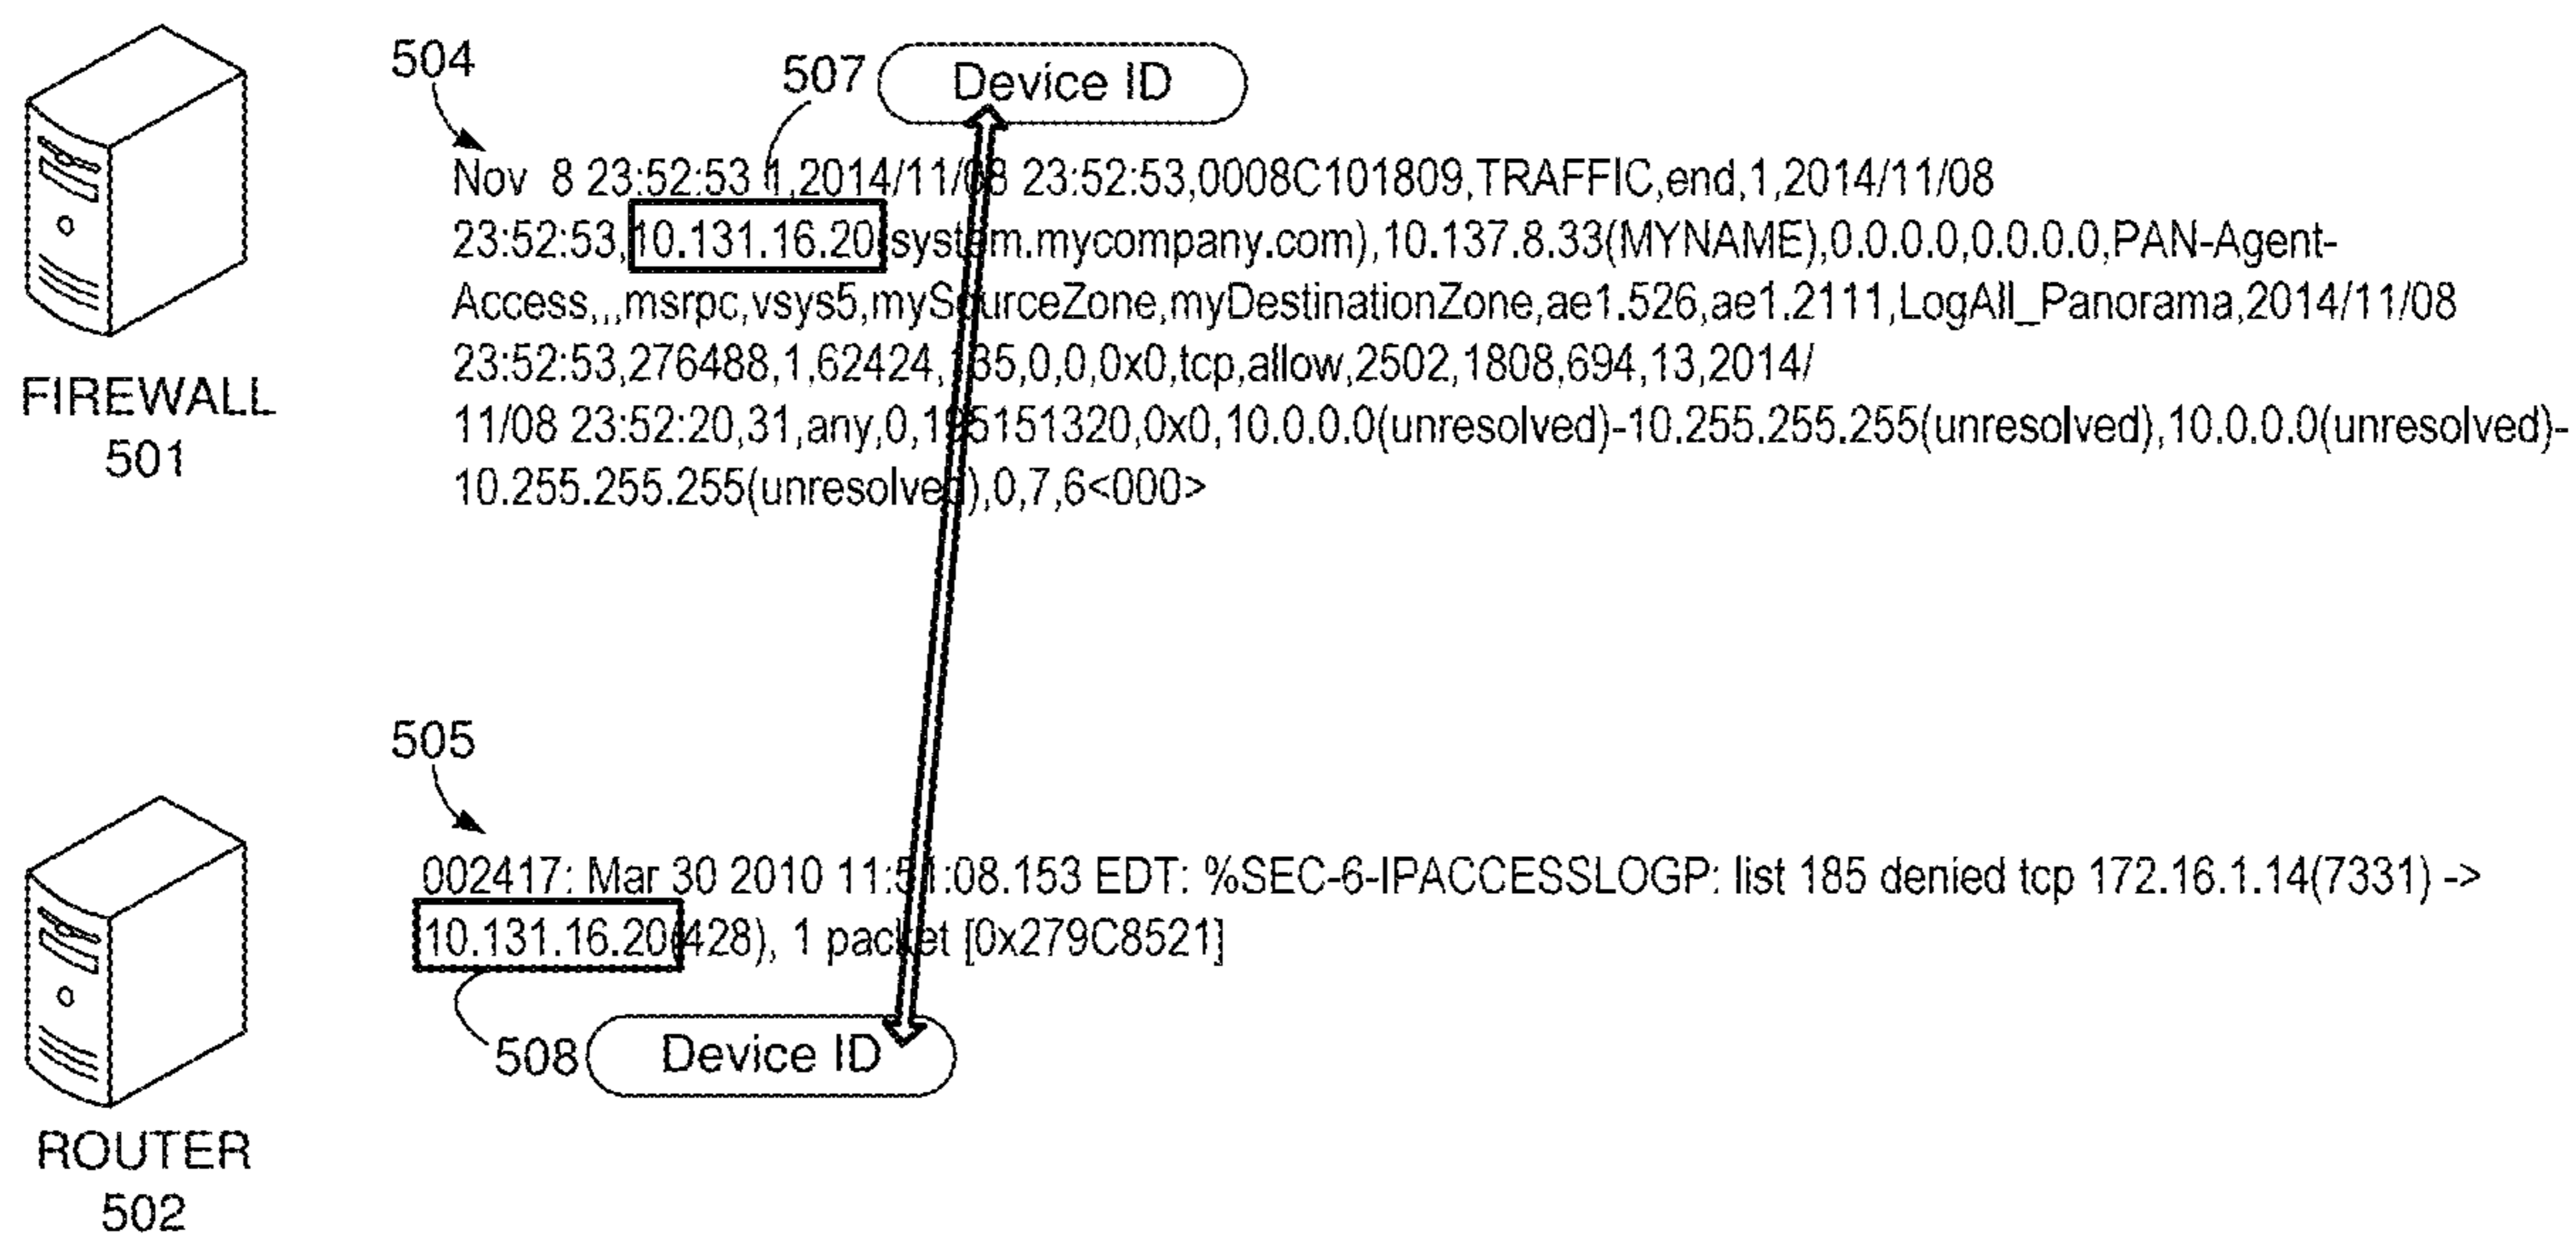 504
507 Device ID
Nov 8 23:52:53 1,2014/11/08 23:52:53,0008C101809,TRAFFIC,end,1,2014/11/08
23:52:53,10.131.16.20(system.mycompany.com),10.137.8.33(MYNAME),0.0.0.0,0.0.0.0,PAN-Agent-
Access,,,msrpc,vsys5,mySourceZone,myDestinationZone,ae1.526,ae1.2111,LogAll_Panorama,2014/11/08
23:52:53,276488,1,62424,135,0,0,0x0,tcp,allow,2502,1808,694,13,2014/
11/08 23:52:20,31,any,0,195151320,0x0,10.0.0.0(unresolved)-10.255.255.255(unresolved),10.0.0.0(unresolved)-
10.255.255.255(unresolved),0,7,6<000>
FIREWALL
501
505
002417: Mar 30 2010 11:51:08.153 EDT: %SEC-6-IPACCESSLOGP: list 185 denied tcp 172.16.1.14(7331) ->
10.131.16.20(428), 1 packet [0x279C8521]
508 Device ID
ROUTER
502